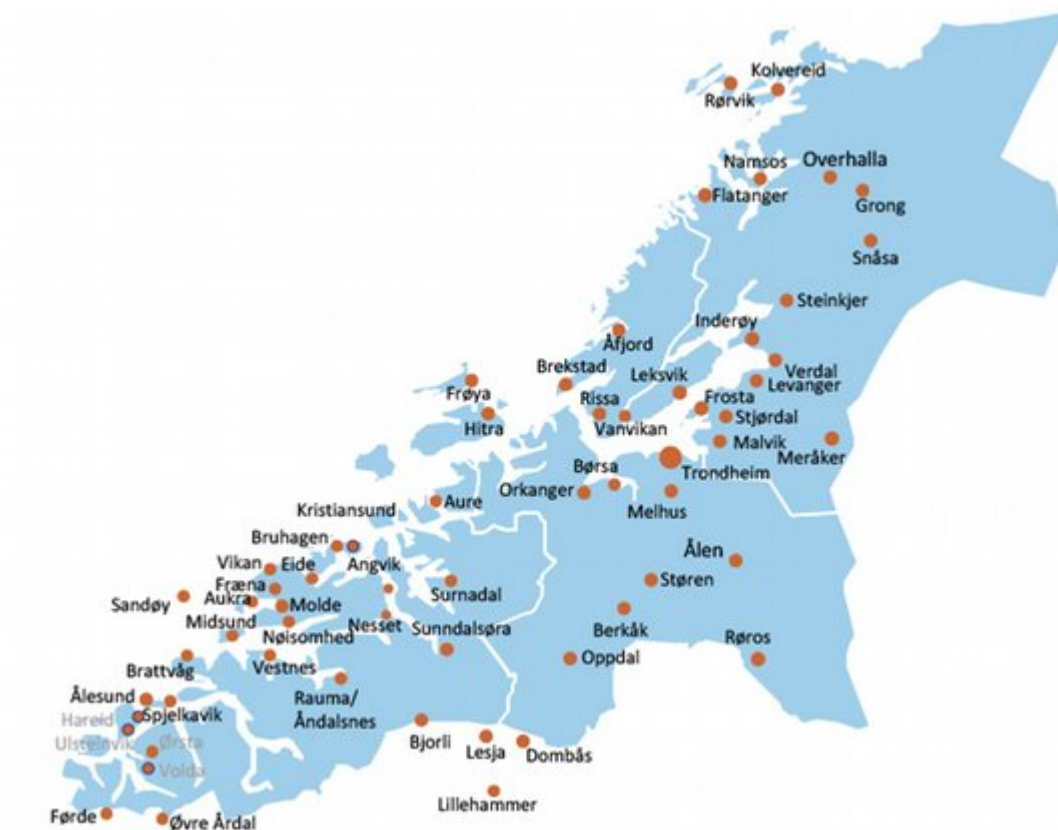 Kolvereid
Rørvik
Namsos
Overhalla
Flatanger
Grong
Snåsa
Steinkjer
Inderøy
Åfjord
Verdal
Brekstad
Leksvik
Levanger
Frøya
Rissa
Frosta
Hitra
Vanvikan
Stjørdal
Malvik
Meråker
Børsa
Trondheim
Orkanger
Melhus
Aure
Kristiansund
Bruhagen
Ålen
Vikan
Eide
Angvik
Støren
Fræna
Surnadal
Sandøy
Aukra
Molde
Midsund
Nøisomhed
Nesset
Sunndalsøra
Berkåk
Røros
Oppdal
Brattvåg
Vestnes
Ålesund
Rauma/
Åndalsnes
Spjelkavik
Hareid
Ulsteinvik
Ørsta
Bjorli
Lesja
Dombås
Volda
Lillehammer
Førde
Øvre Årdal